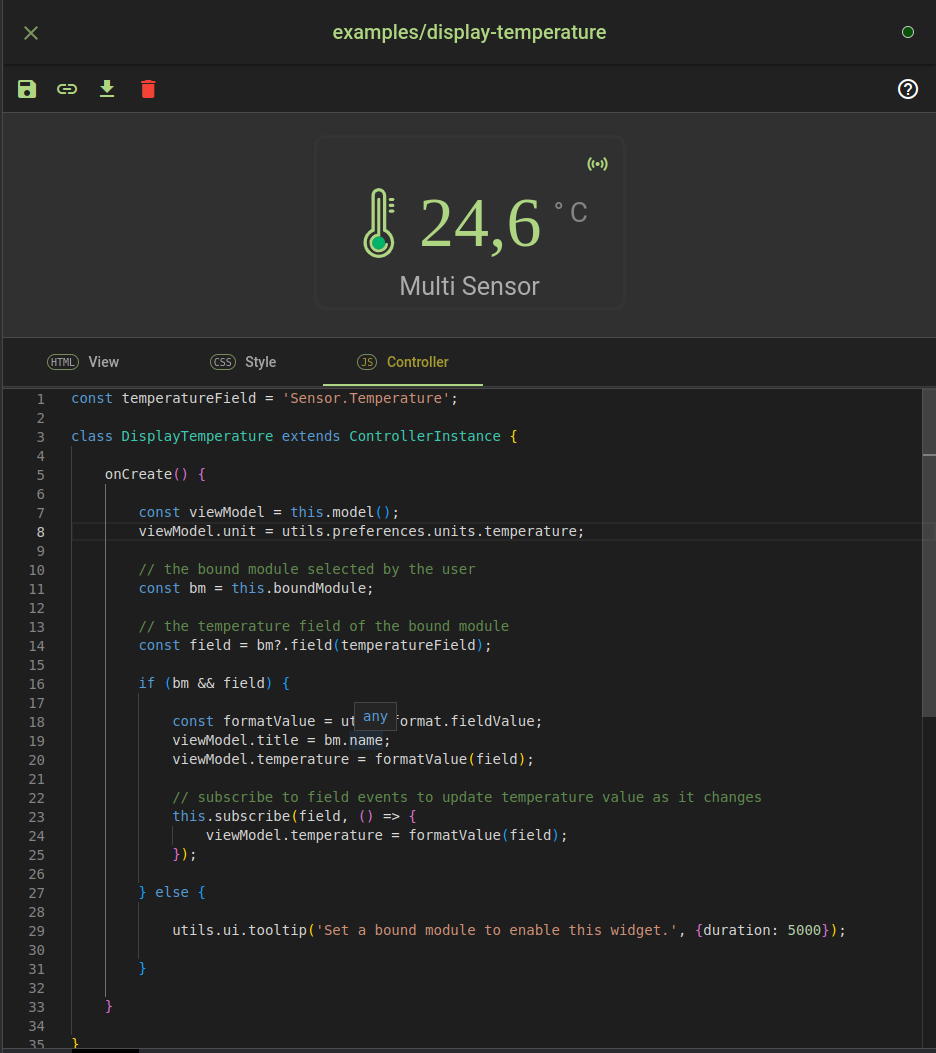 examples/display-temperature
?
24,6 ° C
Multi Sensor
HTML View CSS Style JS Controller
1 const temperatureField = 'Sensor.Temperature';
2
3 class DisplayTemperature extends ControllerInstance {
4
5 onCreate() {
6
7 const viewModel = this.model();
8 viewModel.unit = utils.preferences.units.temperature;
9
10 // the bound module selected by the user
11 const bm = this.boundModule;
12
13 // the temperature field of the bound module
14 const field = bm?.field(temperatureField);
15
16 if (bm && field) {
17
any
18 const formatValue = ut format.fieldValue;
19 viewModel.title = bm.name;
20 viewModel.temperature = formatValue(field);
21
22 // subscribe to field events to update temperature value as it changes
23 this.subscribe(field, () => {
24 viewModel.temperature = formatValue(field);
25 });
26
27 } else {
28
29 utils.ui.tooltip('Set a bound module to enable this widget.', {duration: 5000});
30
31 }
32
33 }
34
35 }